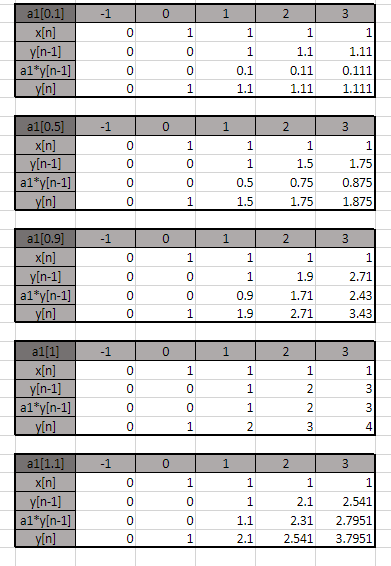 a1[0.1] -1 0 1 2 3
x[n] 0 1 1 1 1
y[n-1] 0 0 1 1.1 1.11
a1*y[n-1] 0 0 0.1 0.11 0.111
y[n] 0 1 1.1 1.11 1.111
a1[0.5] -1 0 1 2 3
x[n] 0 1 1 1 1
y[n-1] 0 0 1 1.5 1.75
a1*y[n-1] 0 0 0.5 0.75 0.875
y[n] 0 1 1.5 1.75 1.875
a1[0.9] -1 0 1 2 3
x[n] 0 1 1 1 1
y[n-1] 0 0 1 1.9 2.71
a1*y[n-1] 0 0 0.9 1.71 2.43
y[n] 0 1 1.9 2.71 3.43
a1[1] -1 0 1 2 3
x[n] 0 1 1 1 1
y[n-1] 0 0 1 2 3
a1*y[n-1] 0 0 1 2 3
y[n] 0 1 2 3 4
a1[1.1] -1 0 1 2 3
x[n] 0 1 1 1 1
y[n-1] 0 0 1 2.1 2.541
a1*y[n-1] 0 0 1.1 2.31 2.7951
y[n] 0 1 2.1 2.541 3.7951